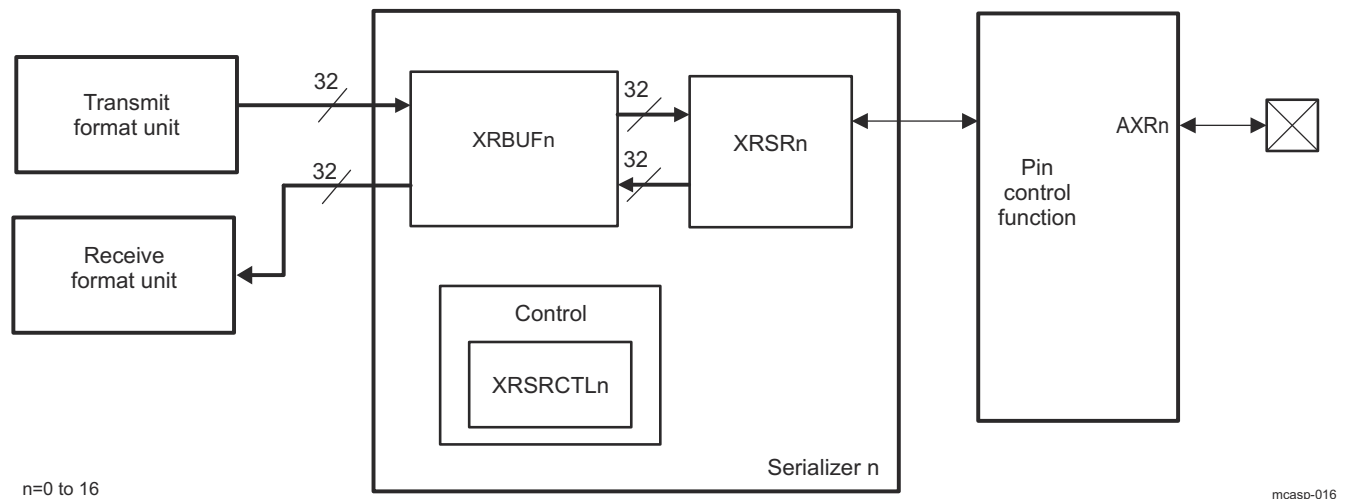 Transmit
format unit
32
32
Receive
format unit
XRBUFn
32
32
XRSRn
Control
XRSRCTLn
Serializer n
Pin
control
function
AXRn
n=0 to 16
mcasp-016